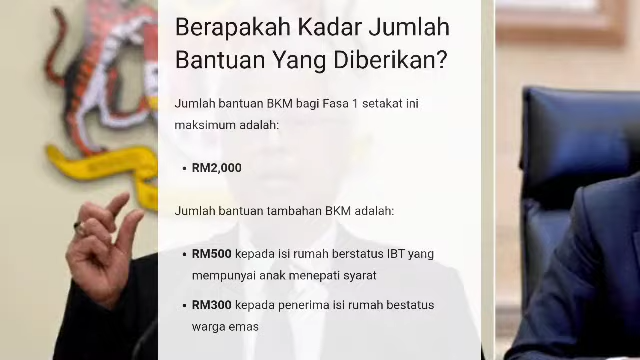 Berapakah Kadar Jumlah
Bantuan Yang Diberikan?
Jumlah bantuan BKM bagi Fasa 1 setakat ini
maksimum adalah:
• RM2,000
Jumlah bantuan tambahan BKM adalah:
• RM500 kepada isi rumah berstatus IBT yang
mempunyai anak menepati syarat
• RM300 kepada penerima isi rumah bestatus
warga emas